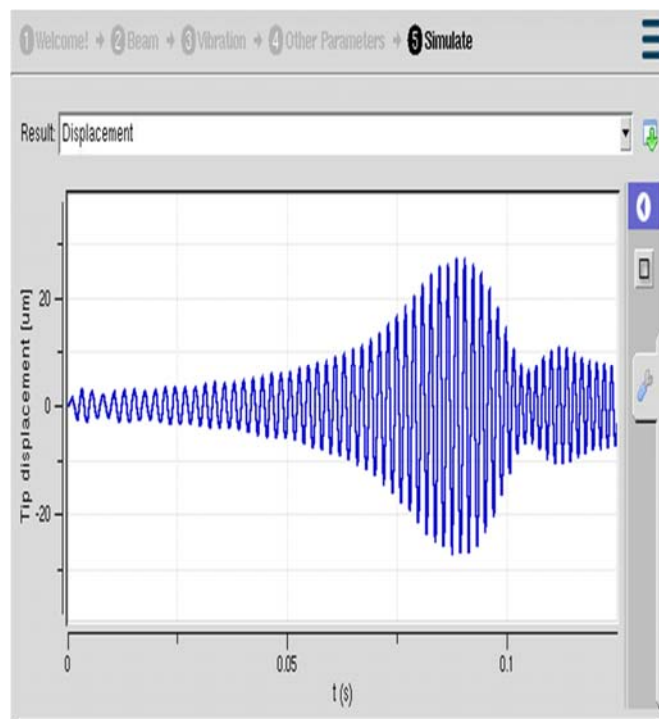 1 Welcome! → 2 Beam → 3 Vibration → 4 Other Parameters → 5 Simulate
Result: Displacement
Tip displacement [um]
20
0
-20
0 0.05 0.1
t (s)